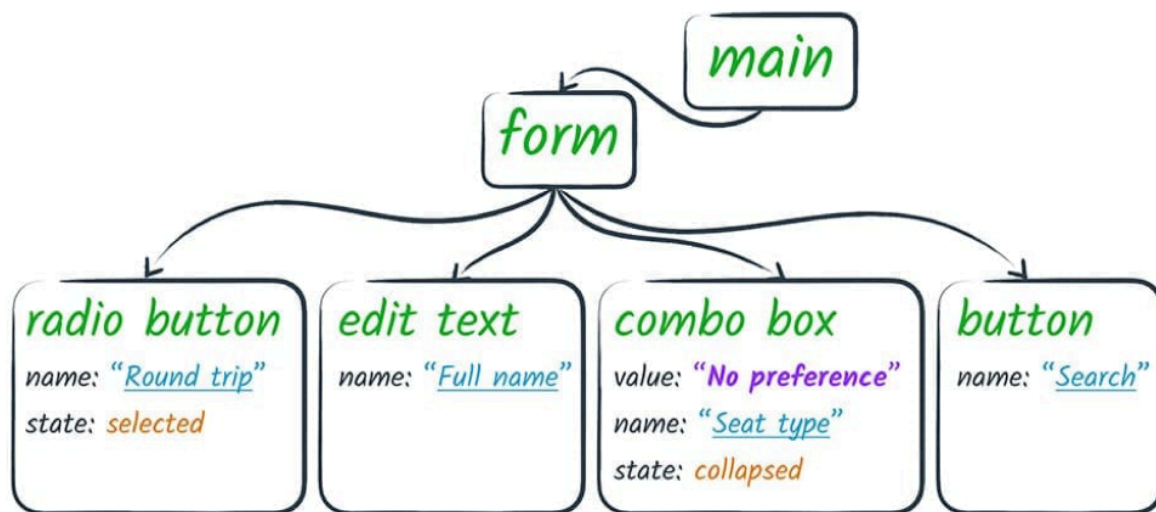 main
form
radio button
name: “Round trip”
state: selected
edit text
name: “Full name”
combo box
value: “No preference”
name: “Seat type”
state: collapsed
button
name: “Search”